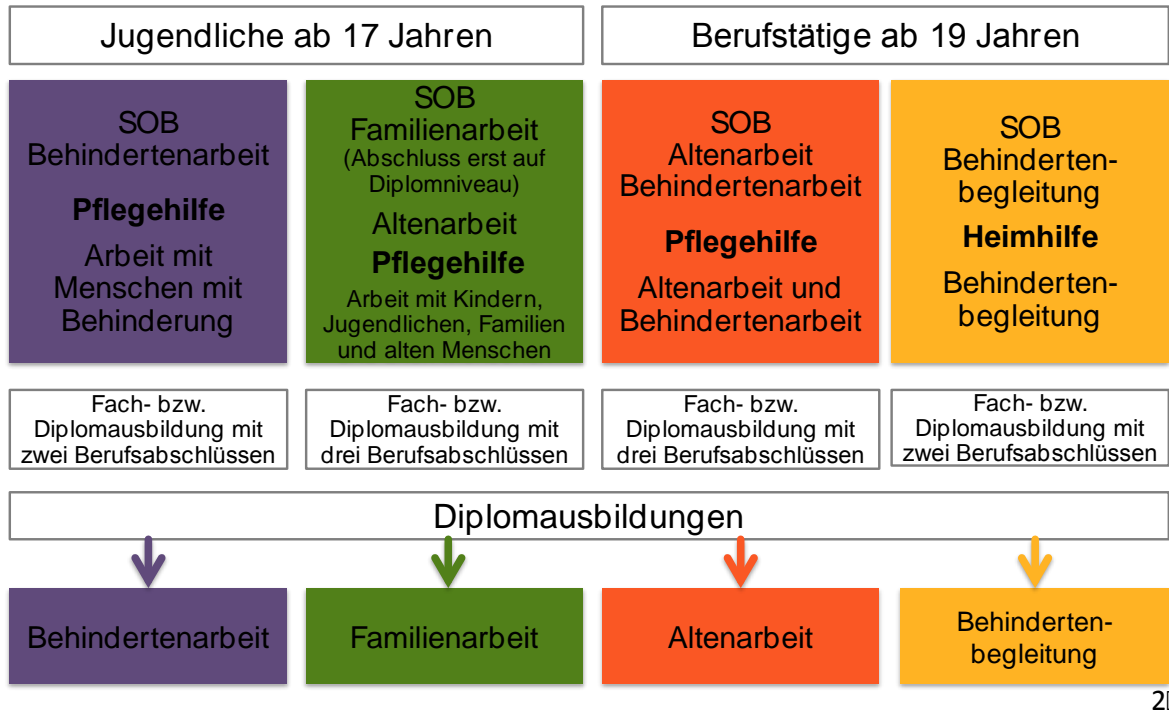 Jugendliche ab 17 Jahren
Berufstätige ab 19 Jahren
SOB
Behindertenarbeit
Pflegehilfe
Arbeit mit
Menschen mit
Behinderung
SOB
Familienarbeit
(Abschluss erst auf
Diplomniveau)
Altenarbeit
Pflegehilfe
Arbeit mit Kindern,
Jugendlichen, Familien
und alten Menschen
SOB
Altenarbeit
Behindertenarbeit
Pflegehilfe
Altenarbeit und
Behindertenarbeit
SOB
Behinderten-
begleitung
Heimhilfe
Behinderten-
begleitung
Fach- bzw.
Diplomausbildung mit
zwei Berufsabschlüssen
Fach- bzw.
Diplomausbildung mit
drei Berufsabschlüssen
Fach- bzw.
Diplomausbildung mit
drei Berufsabschlüssen
Fach- bzw.
Diplomausbildung mit
zwei Berufsabschlüssen
Diplomausbildungen
Behindertenarbeit
Familienarbeit
Altenarbeit
Behinderten-
begleitung